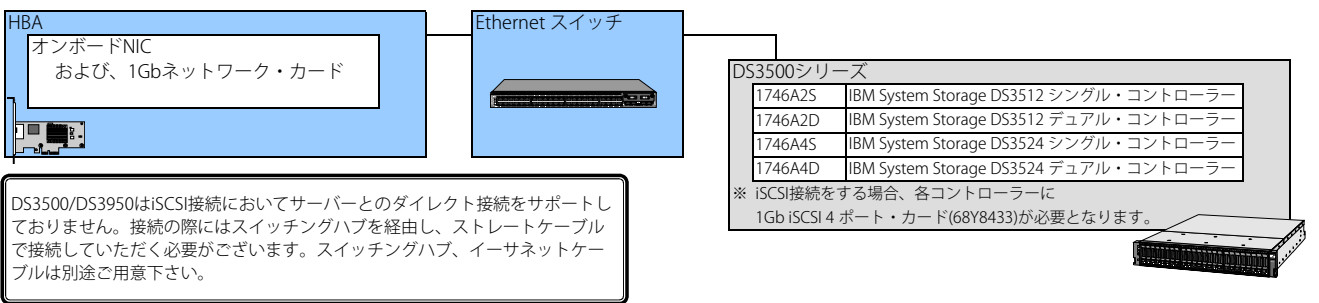 HBA
オンボードNIC
および、1Gbネットワーク・カード
Ethernet スイッチ
DS3500シリーズ
1746A2S IBM System Storage DS3512 シングル・コントローラー
1746A2D IBM System Storage DS3512 デュアル・コントローラー
1746A4S IBM System Storage DS3524 シングル・コントローラー
1746A4D IBM System Storage DS3524 デュアル・コントローラー
※ iSCSI接続をする場合、各コントローラーに
1Gb iSCSI 4 ポート・カード(68Y8433)が必要となります。
DS3500/DS3950はiSCSI接続においてサーバーとのダイレクト接続をサポートし
ておりません。接続の際にはスイッチングハブを経由し、ストレートケーブル
で接続していただく必要がございます。スイッチングハブ、イーサネットケー
ブルは別途ご用意下さい。